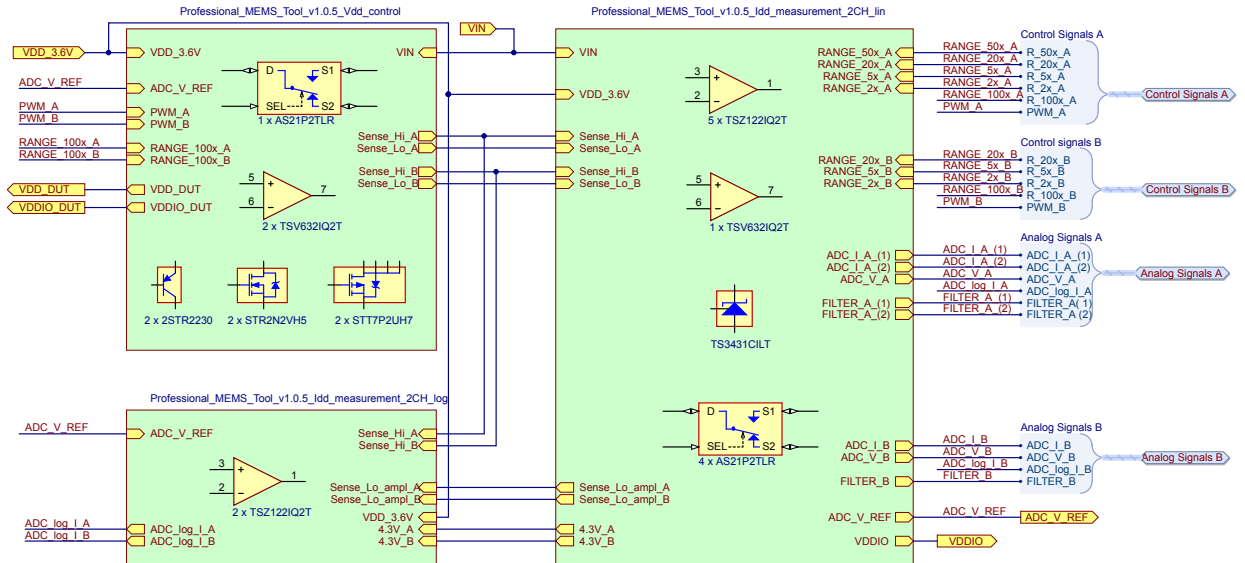 Professional_MEMS_Tool_v1.0.5_Vdd_control
VDD_3.6V
VDD_3.6V
VIN
ADC_V_REF
ADC_V_REF
PWM_A
PWM_A
PWM_B
PWM_B
RANGE_100x_A
RANGE_100x_A
RANGE_100x_B
RANGE_100x_B
VDD_DUT
VDD_DUT
VDDIO_DUT
VDDIO_DUT
D
S1
SEL
S2
1 x AS21P2TLR
Sense_Hi_A
Sense_Lo_A
Sense_Hi_B
Sense_Lo_B
5
6
7
+
−
2 x TSV632IQ2T
2 x 2STR2230
2 x STR2N2VH5
2 x STT7P2UH7
VIN
Professional_MEMS_Tool_v1.0.5_Idd_measurement_2CH_lin
VIN
VDD_3.6V
Sense_Hi_A
Sense_Lo_A
Sense_Hi_B
Sense_Lo_B
3
2
1
+
−
5 x TSZ122IQ2T
5
6
7
+
−
1 x TSV632IQ2T
TS3431CILT
D
S1
SEL
S2
4 x AS21P2TLR
Sense_Lo_ampl_A
Sense_Lo_ampl_B
4.3V_A
4.3V_B
RANGE_50x_A
RANGE_20x_A
RANGE_5x_A
RANGE_2x_A
RANGE_20x_B
RANGE_5x_B
RANGE_2x_B
ADC_I_A_(1)
ADC_I_A_(2)
ADC_V_A
FILTER_A_(1)
FILTER_A_(2)
ADC_I_B
ADC_V_B
FILTER_B
ADC_V_REF
VDDIO
Control Signals A
RANGE_50x_A
R_50x_A
RANGE_20x_A
R_20x_A
RANGE_5x_A
R_5x_A
RANGE_2x_A
R_2x_A
RANGE_100x_A
R_100x_A
PWM_A
PWM_A
Control Signals A
Control signals B
RANGE_20x_B
R_20x_B
RANGE_5x_B
R_5x_B
RANGE_2x_B
R_2x_B
RANGE_100x_B
R_100x_B
PWM_B
PWM_B
Control Signals B
Analog Signals A
ADC_I_A_(1)
ADC_I_A_(1)
ADC_I_A_(2)
ADC_I_A(2)
ADC_V_A
ADC_V_A
ADC_log_I_A
ADC_log_I_A
FILTER_A_(1)
FILTER_A( 1)
FILTER_A_(2)
FILTER_A (2)
Analog Signals A
Analog Signals B
ADC_I_B
ADC_I_B
ADC_V_B
ADC_V_B
ADC_log_I_B
ADC_log_I_B
FILTER_B
FILTER_B
Analog Signals B
ADC_V_REF
ADC_V_REF
VDDIO
Professional_MEMS_Tool_v1.0.5_Idd_measurement_2CH_log
ADC_V_REF
ADC_V_REF
Sense_Hi_A
Sense_Hi_B
3
2
1
+
−
2 x TSZ122IQ2T
Sense_Lo_ampl_A
Sense_Lo_ampl_B
VDD_3.6V
4.3V_A
4.3V_B
ADC_log_I_A
ADC_log_I_A
ADC_log_I_B
ADC_log_I_B